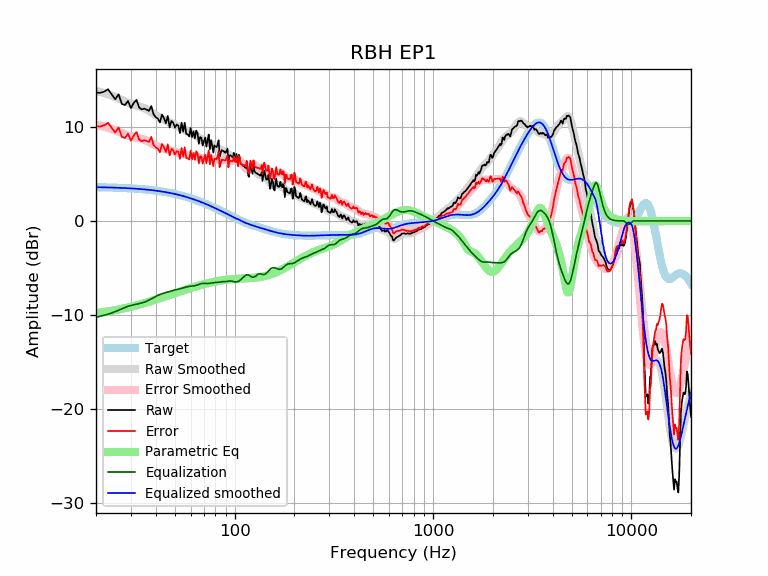 RBH EP1
Amplitude (dBr)
10
0
−10
−20
−30
Target
Raw Smoothed
Error Smoothed
Raw
Error
Parametric Eq
Equalization
Equalized smoothed
100 1000 10000
Frequency (Hz)